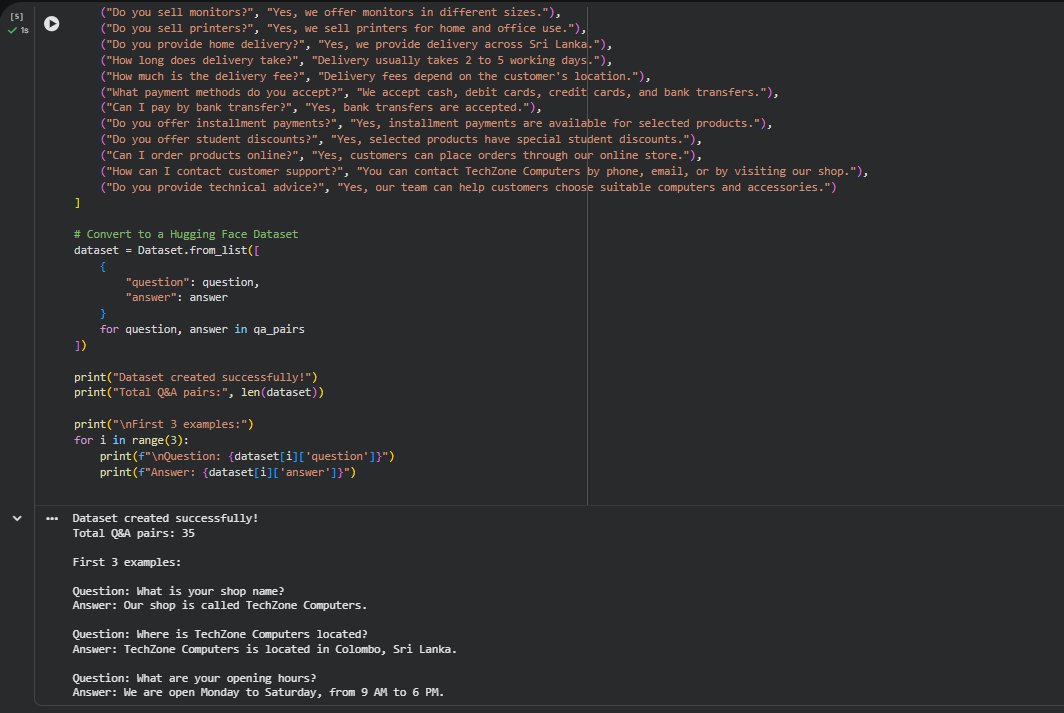 ("Do you sell monitors?", "Yes, we offer monitors in different sizes."),
[5]
("Do you sell printers?", "Yes, we sell printers for home and office use."),
1s
("Do you provide home delivery?", "Yes, we provide delivery across Sri Lanka."),
("How long does delivery take?", "Delivery usually takes 2 to 5 working days."),
("How much is the delivery fee?", "Delivery fees depend on the customer's location."),
("What payment methods do you accept?", "We accept cash, debit cards, credit cards, and bank transfers."),
("Can I pay by bank transfer?", "Yes, bank transfers are accepted."),
("Do you offer installment payments?", "Yes, installment payments are available for selected products."),
("Do you offer student discounts?", "Yes, selected products have special student discounts."),
("Can I order products online?", "Yes, customers can place orders through our online store."),
("How can I contact customer support?", "You can contact TechZone Computers by phone, email, or by visiting our shop."),
("Do you provide technical advice?", "Yes, our team can help customers choose suitable computers and accessories.")
]
# Convert to a Hugging Face Dataset
dataset = Dataset.from_list([
{
"question": question,
"answer": answer
}
for question, answer in qa_pairs
])
print("Dataset created successfully!")
print("Total Q&A pairs:", len(dataset))
print("\nFirst 3 examples:")
for i in range(3):
print(f"\nQuestion: {dataset[i]['question']}")
print(f"Answer: {dataset[i]['answer']}")
Dataset created successfully!
Total Q&A pairs: 35
First 3 examples:
Question: What is your shop name?
Answer: Our shop is called TechZone Computers.
Question: Where is TechZone Computers located?
Answer: TechZone Computers is located in Colombo, Sri Lanka.
Question: What are your opening hours?
Answer: We are open Monday to Saturday, from 9 AM to 6 PM.